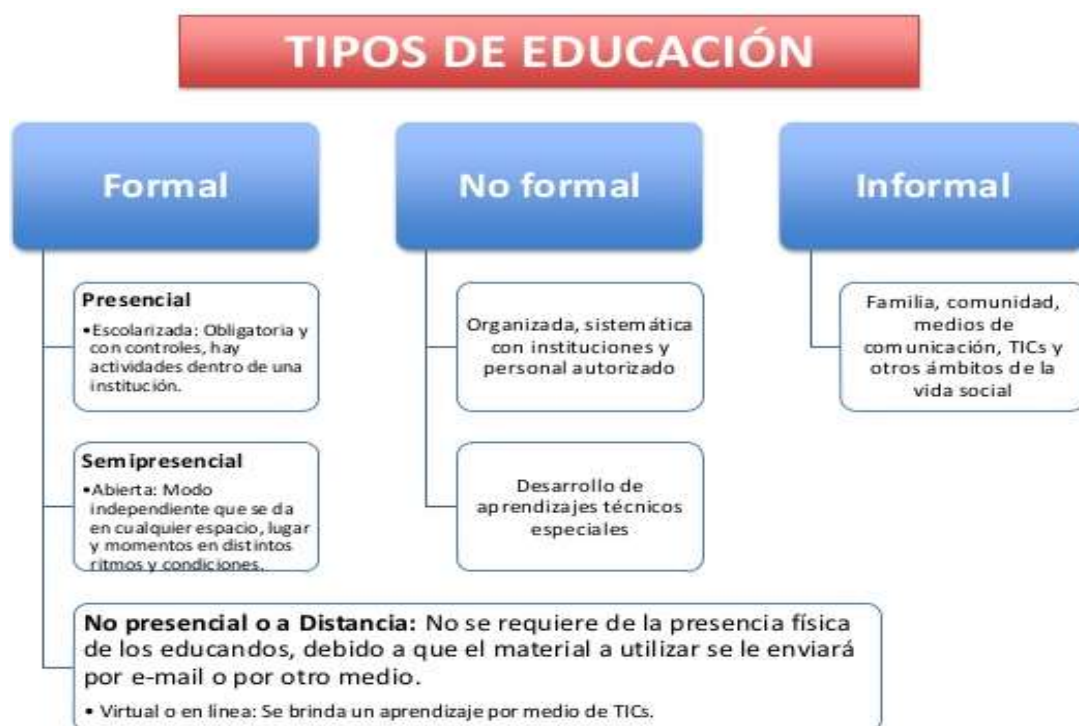 TIPOS DE EDUCACIÓN
Formal
Presencial
•Escolarizada: Obligatoria y
con controles, hay
actividades dentro de una
institución.
Semipresencial
•Abierta: Modo
independiente que se da
en cualquier espacio, lugar
y momentos en distintos
ritmos y condiciones.
No presencial o a Distancia: No se requiere de la presencia física
de los educandos, debido a que el material a utilizar se le enviará
por e-mail o por otro medio.
• Virtual o en línea: Se brinda un aprendizaje por medio de TICs.
No formal
Organizada, sistemática
con instituciones y
personal autorizado
Desarrollo de
aprendizajes técnicos
especiales
Informal
Familia, comunidad,
medios de
comunicación, TICs y
otros ámbitos de la
vida social